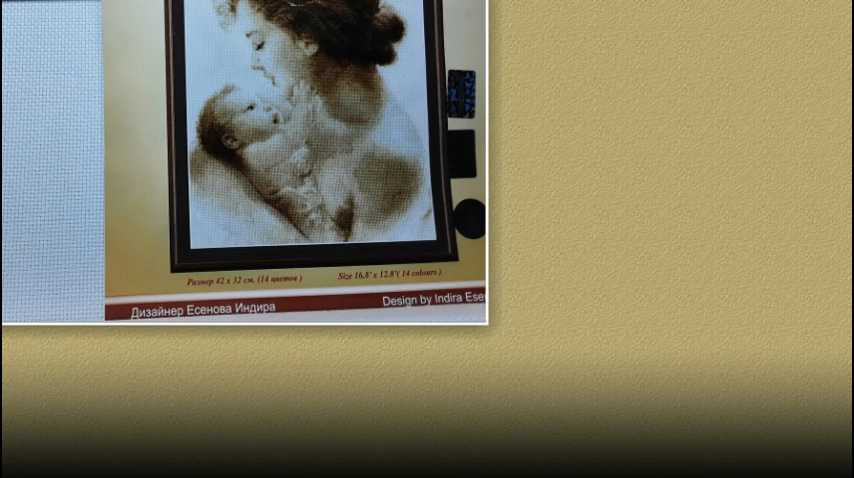 Размер 42 x 32 см. (14 цветов)
Size 16.8" x 12.8"( 14 colours )
Дизайнер Есенова Индира
Design by Indira Ese